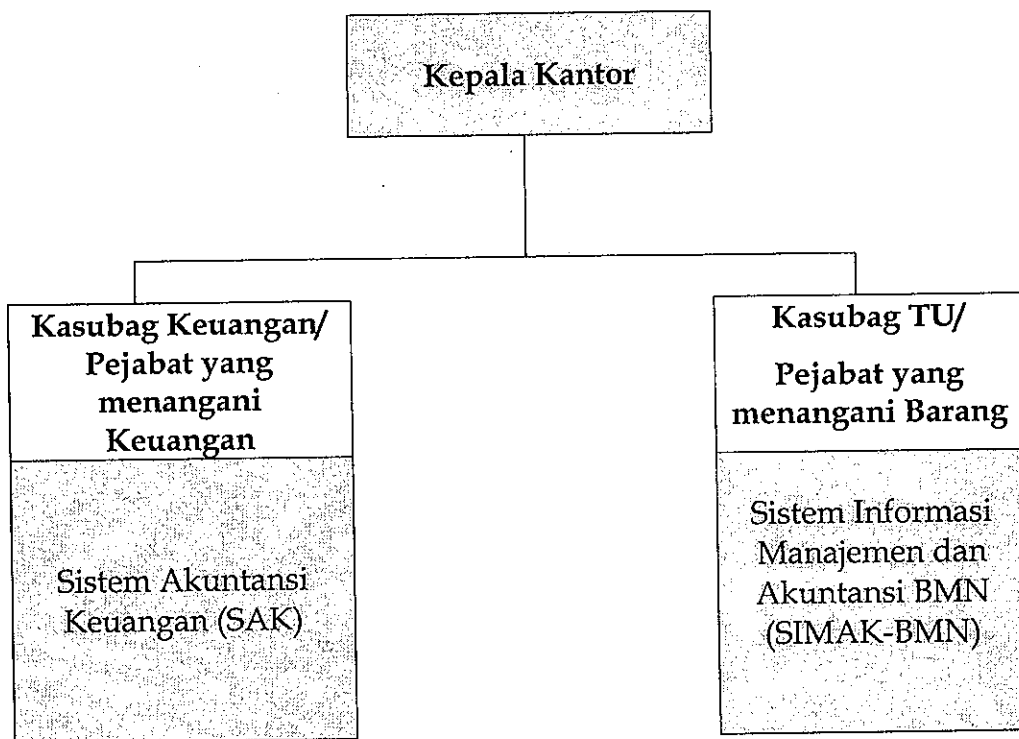 Kepala Kantor
Kasubag Keuangan/
Pejabat yang
menangani
Keuangan
Sistem Akuntansi
Keuangan (SAK)
Kasubag TU/
Pejabat yang
menangani Barang
Sistem Informasi
Manajemen dan
Akuntansi BMN
(SIMAK-BMN)